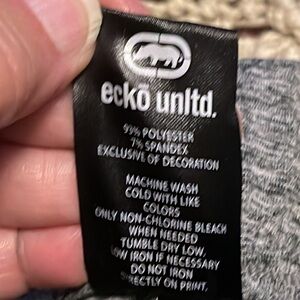 ecko unltd.
93% POLYESTER
7% SPANDEX
EXCLUSIVE OF DECORATION
MACHINE WASH
COLD WITH LIKE
COLORS
ONLY NON-CHLORINE BLEACH
WHEN NEEDED
TUMBLE DRY LOW,
LOW IRON IF NECESSARY
DO NOT IRON
DIRECTLY ON PRINT.